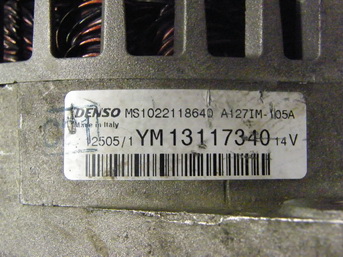 DENSO MS1022118640 A127IM-105A
Made in Italy
2505/1 YM13117340 14V